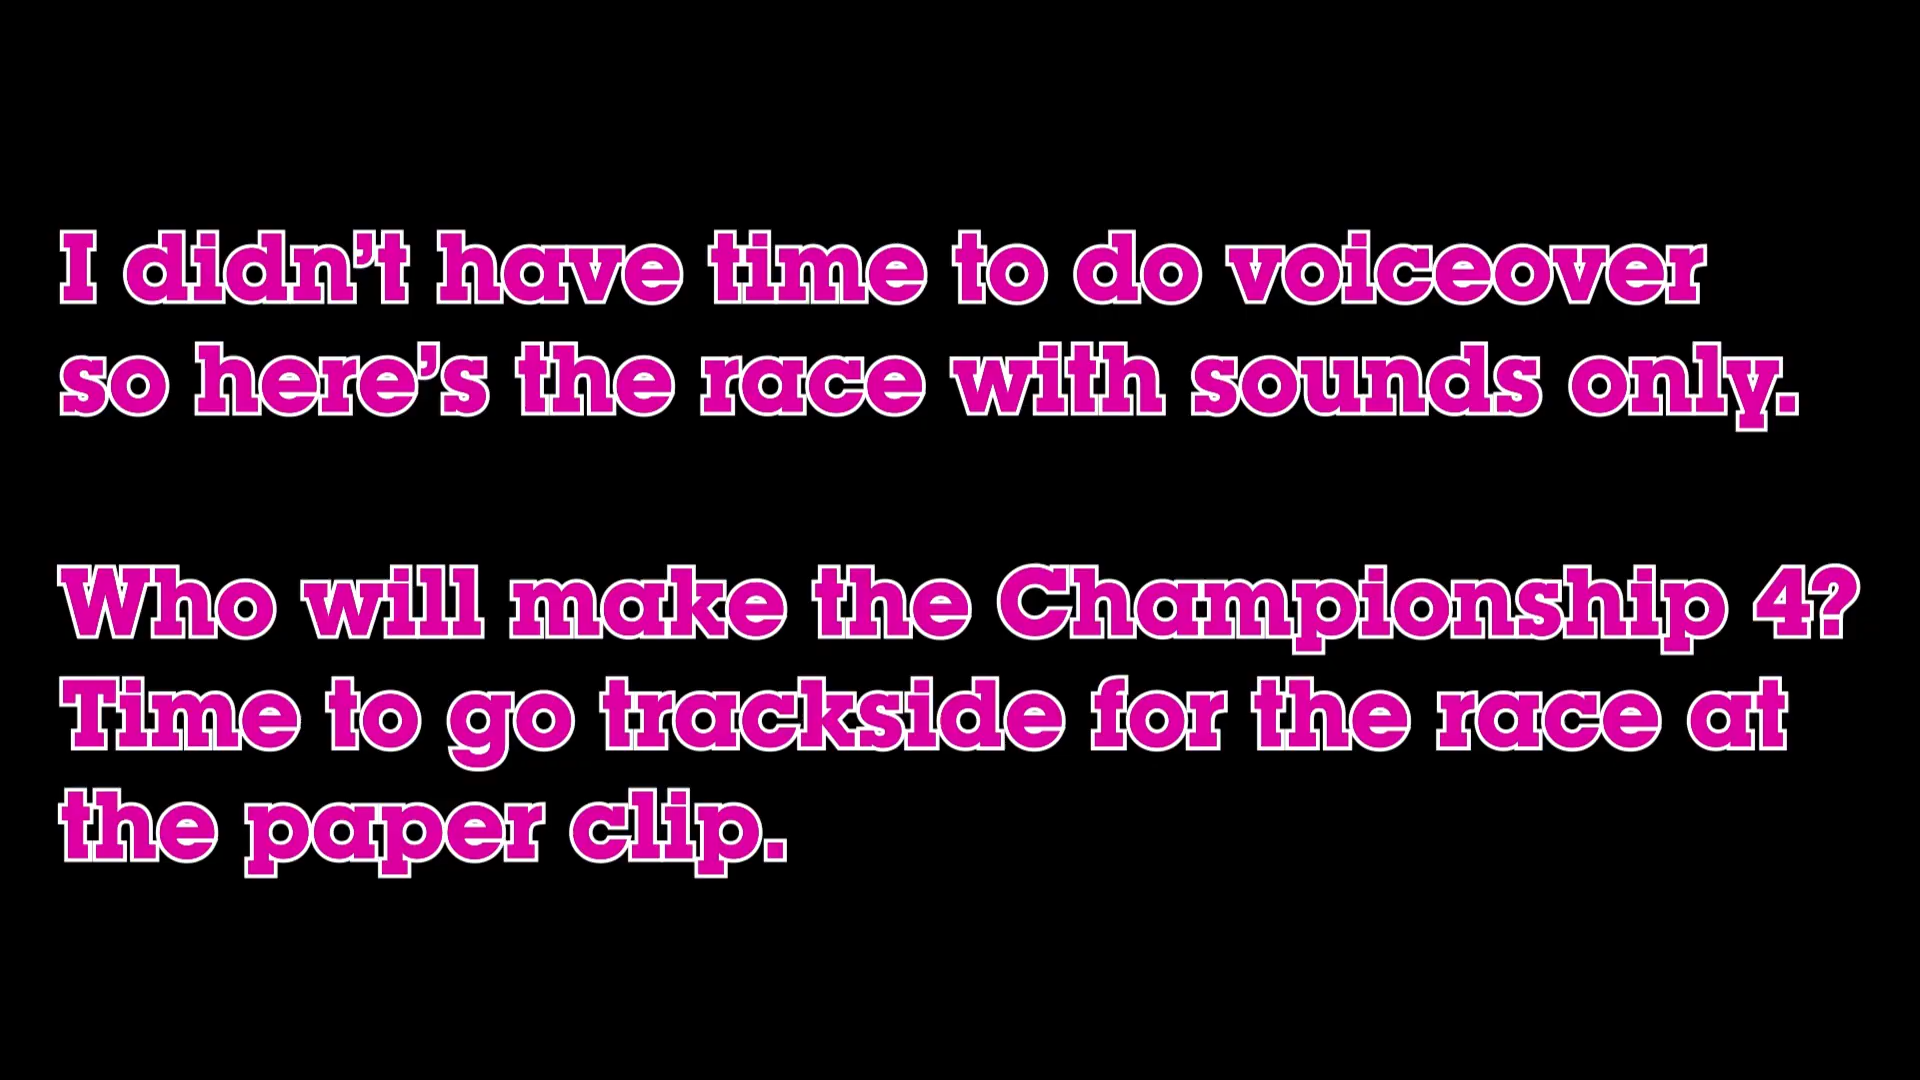 I didn’t have time to do voiceover
so here’s the race with sounds only.
Who will make the Championship 4?
Time to go trackside for the race at
the paper clip.